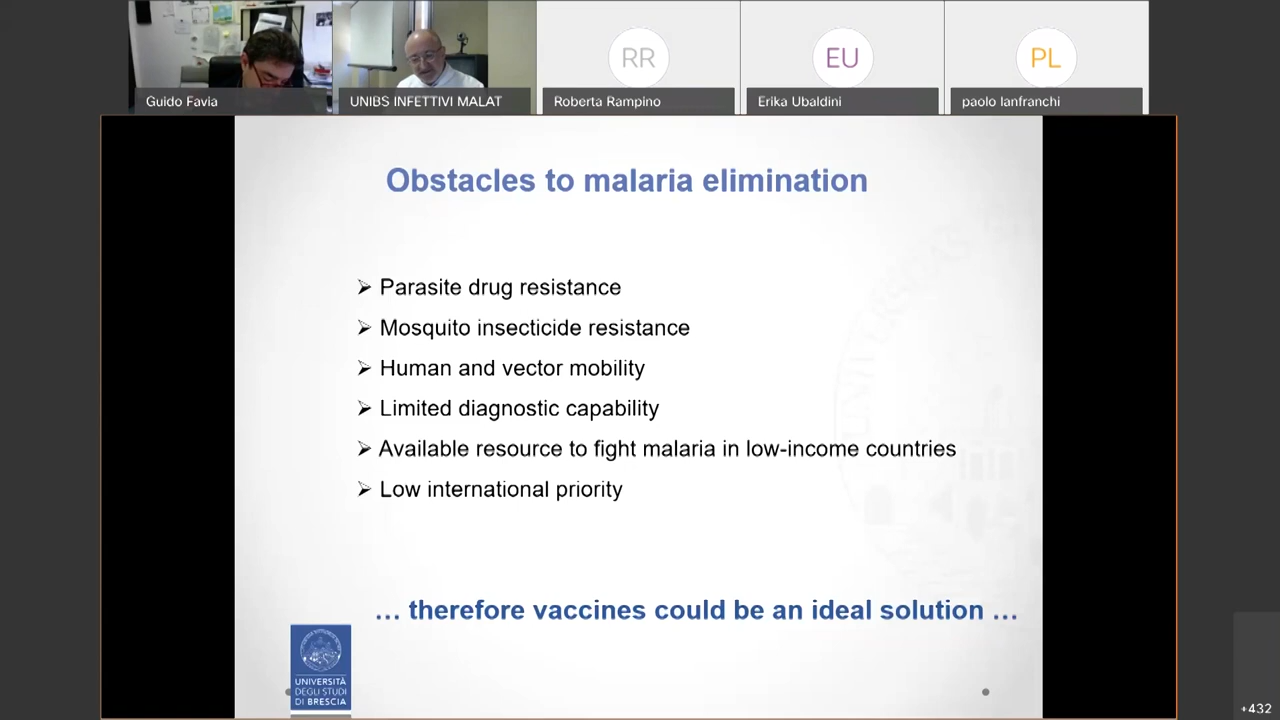 RR
EU
PL
Guido Favia
UNIBS INFETTIVI MALAT
Roberta Rampino
Erika Ubaldini
paolo lanfranchi
Obstacles to malaria elimination
➢ Parasite drug resistance
➢ Mosquito insecticide resistance
➢ Human and vector mobility
➢ Limited diagnostic capability
➢ Available resource to fight malaria in low-income countries
➢ Low international priority
… therefore vaccines could be an ideal solution …
UNIVERSITÀ
DEGLI STUDI
DI BRESCIA
+432